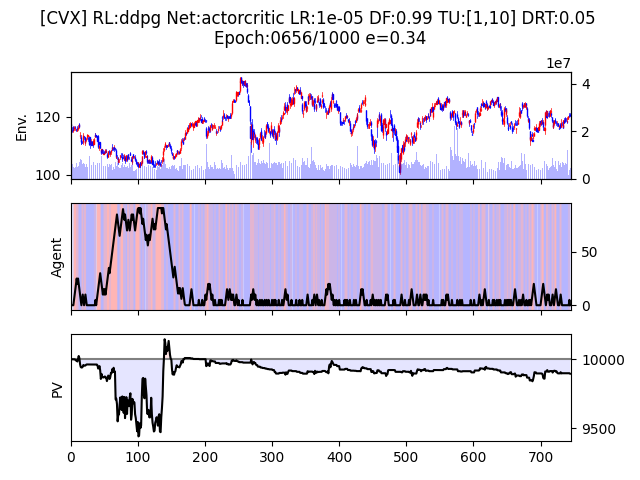 [CVX] RL:ddpg Net:actorcritic LR:1e-05 DF:0.99 TU:[1,10] DRT:0.05
Epoch:0656/1000 e=0.34
1e7
Env.
120
100
4
2
0
Agent
50
0
PV
10000
9500
0 100 200 300 400 500 600 700